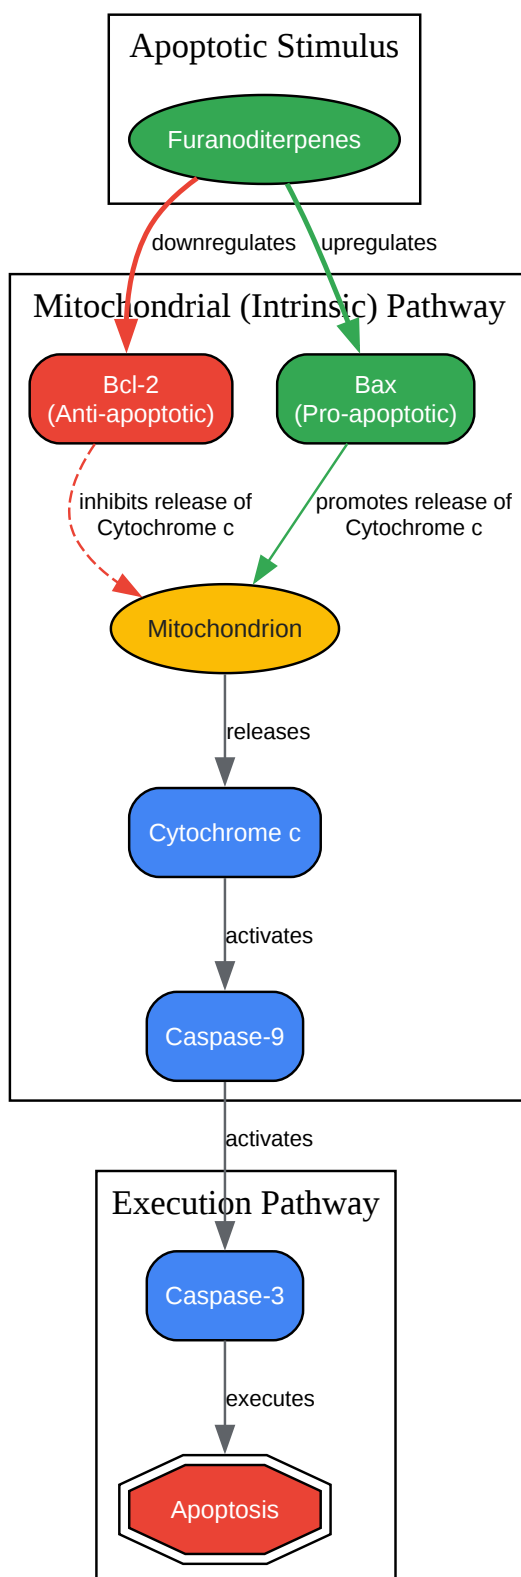 Apoptotic Stimulus
Furanoditerpenes
downregulates
upregulates
Mitochondrial (Intrinsic) Pathway
Bcl-2
(Anti-apoptotic)
Bax
(Pro-apoptotic)
inhibits release of
Cytochrome c
promotes release of
Cytochrome c
Mitochondrion
releases
Cytochrome c
activates
Caspase-9
activates
Execution Pathway
Caspase-3
executes
Apoptosis